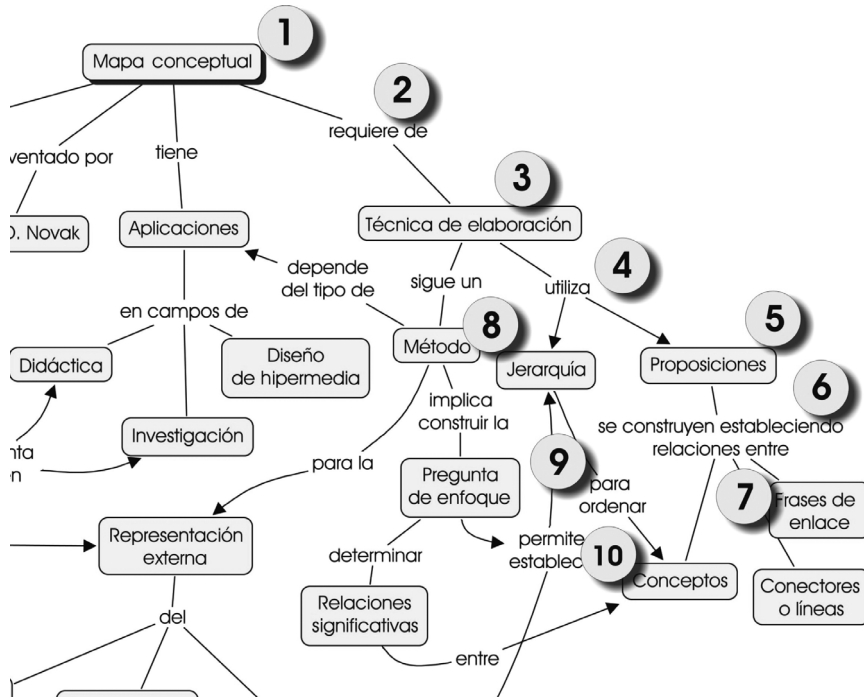 1
Mapa conceptual
2
requiere de
ventado por
tiene
3
D. Novak
Aplicaciones
Técnica de elaboración
depende
del tipo de
sigue un
4
utiliza
en campos de
8
5
Didáctica
Diseño
de hipermedia
Método
Jerarquía
Proposiciones
6
implica
construir la
se construyen estableciendo
relaciones entre
Investigación
nta
en
para la
9
Pregunta
de enfoque
para
ordenar
7
Frases de
enlace
Representación
externa
determinar
permite
establec
10
Conceptos
Conectores
o líneas
Relaciones
significativas
del
entre